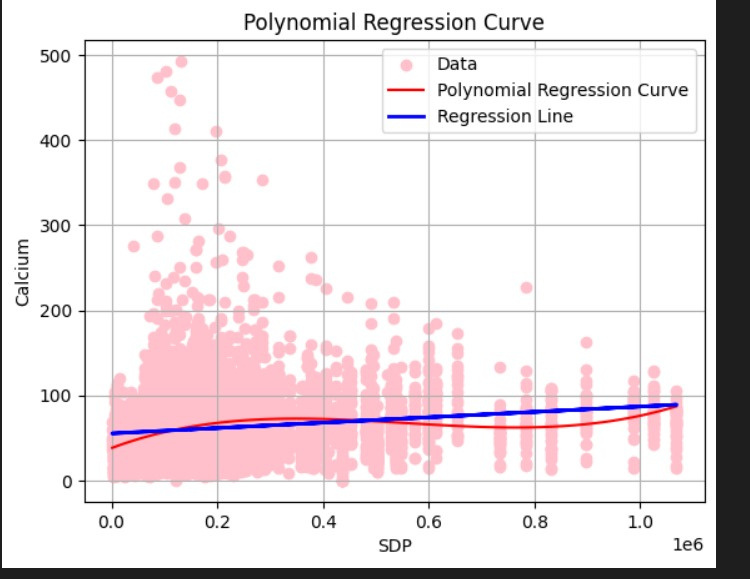 Polynomial Regression Curve
500
400
300
200
100
0
Calcium
Data
Polynomial Regression Curve
Regression Line
0.0 0.2 0.4 0.6 0.8 1.0
1e6
SDP